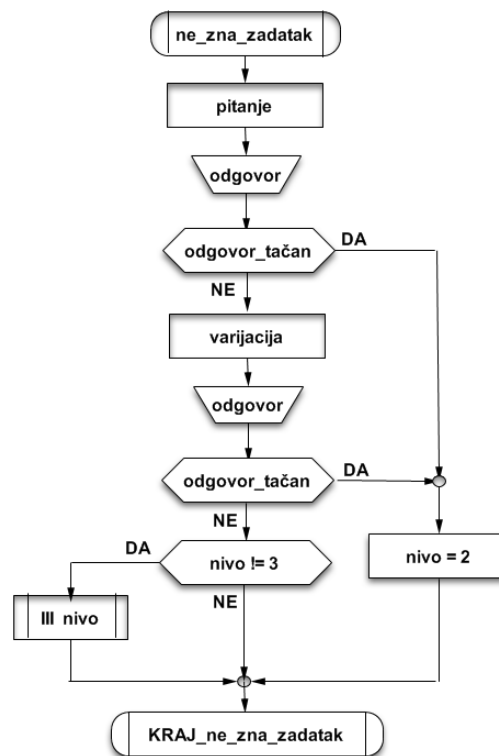 ne_zna_zadatak
pitanje
odgovor
odgovor_tačan
DA
NE
varijacija
odgovor
odgovor_tačan
DA
NE
DA
nivo != 3
nivo = 2
NE
III nivo
KRAJ_ne_zna_zadatak